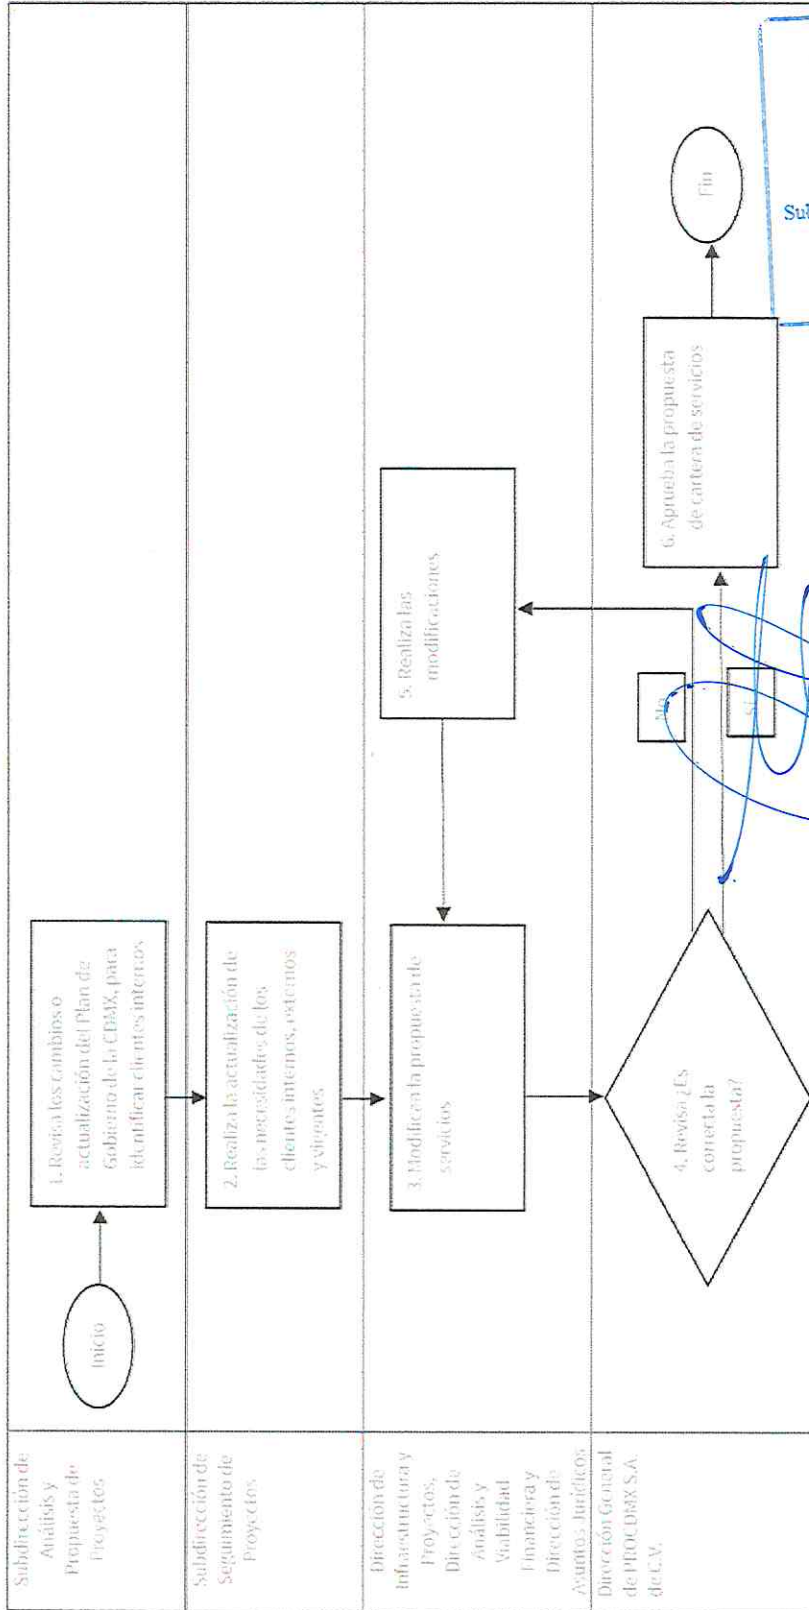 Subdirección de
Análisis y
Propuesta de
Proyectos
Inicio
1. Revisa los cambios o
actualización del Plan de
Gobierno de la CDMX, para
identificar clientes internos
Subdirección de
Seguimiento de
Proyectos
2. Realiza la actualización de
las necesidades de los
clientes internos, externos
y vigentes
Dirección de
Infraestructura y
Proyectos,
Dirección de
Análisis y
Viabilidad
Financiera y
Dirección de
Asuntos Jurídicos
3. Modifican la propuesta de
servicios
5. Realiza las
modificaciones
Dirección General
de PROCDMX S.A.
de C.V.
4. Revisa ¿Es
correcta la
propuesta?
No
sí
6. Aprueba la propuesta
de cartera de servicios
Fin